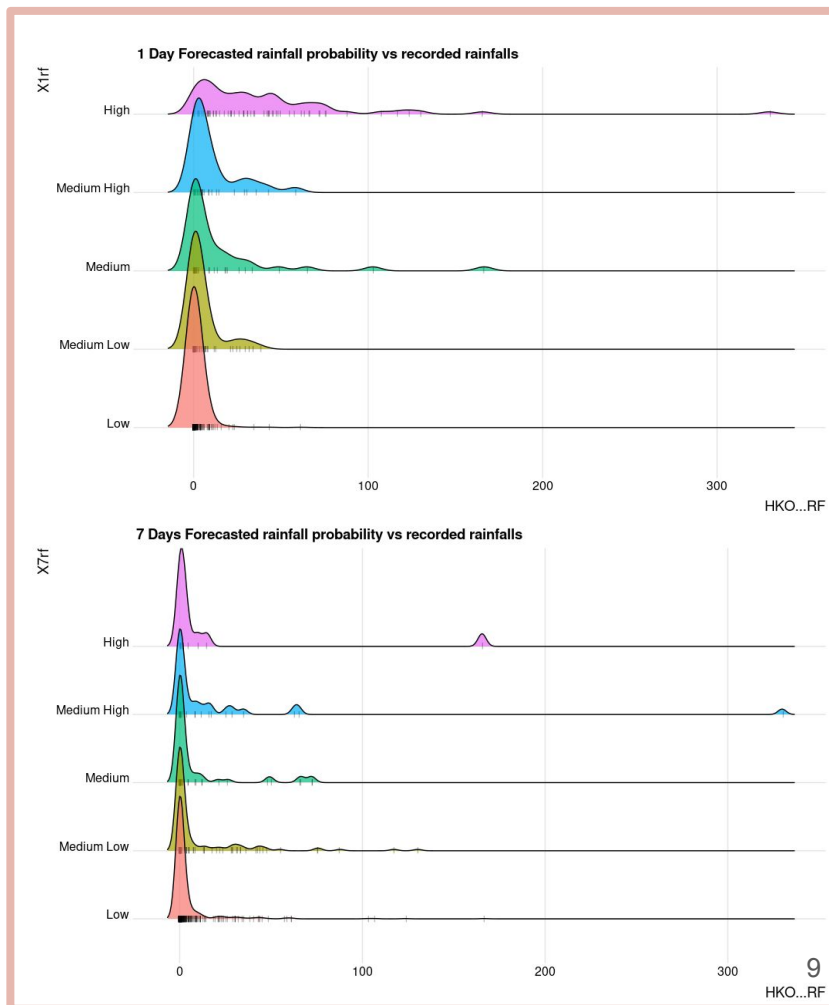 1 Day Forecasted rainfall probability vs recorded rainfalls
X1rf
High
Medium High
Medium
Medium Low
Low
0 100 200 300
HKO...RF
7 Days Forecasted rainfall probability vs recorded rainfalls
X7rf
High
Medium High
Medium
Medium Low
Low
0 100 200 300
HKO...RF
9